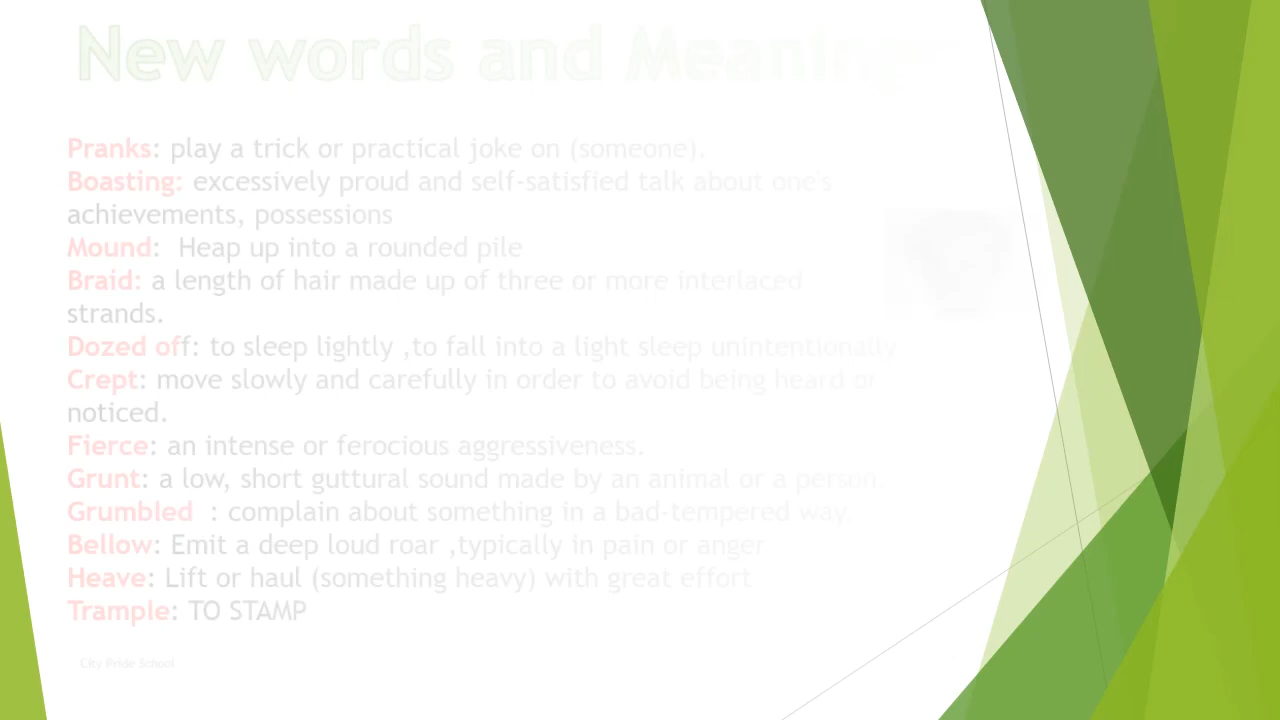 New words and Meaning
Pranks: play a trick or practical joke on (someone).
Boasting: excessively proud and self-satisfied talk about one's
achievements, possessions
Mound:  Heap up into a rounded pile
Braid: a length of hair made up of three or more interlaced
strands.
Dozed off: to sleep lightly ,to fall into a light sleep unintentionally
Crept: move slowly and carefully in order to avoid being heard or
noticed.
Fierce: an intense or ferocious aggressiveness.
Grunt: a low, short guttural sound made by an animal or a person.
Grumbled  : complain about something in a bad-tempered way.
Bellow: Emit a deep loud roar ,typically in pain or anger
Heave: Lift or haul (something heavy) with great effort
Trample: TO STAMP
City Pride School